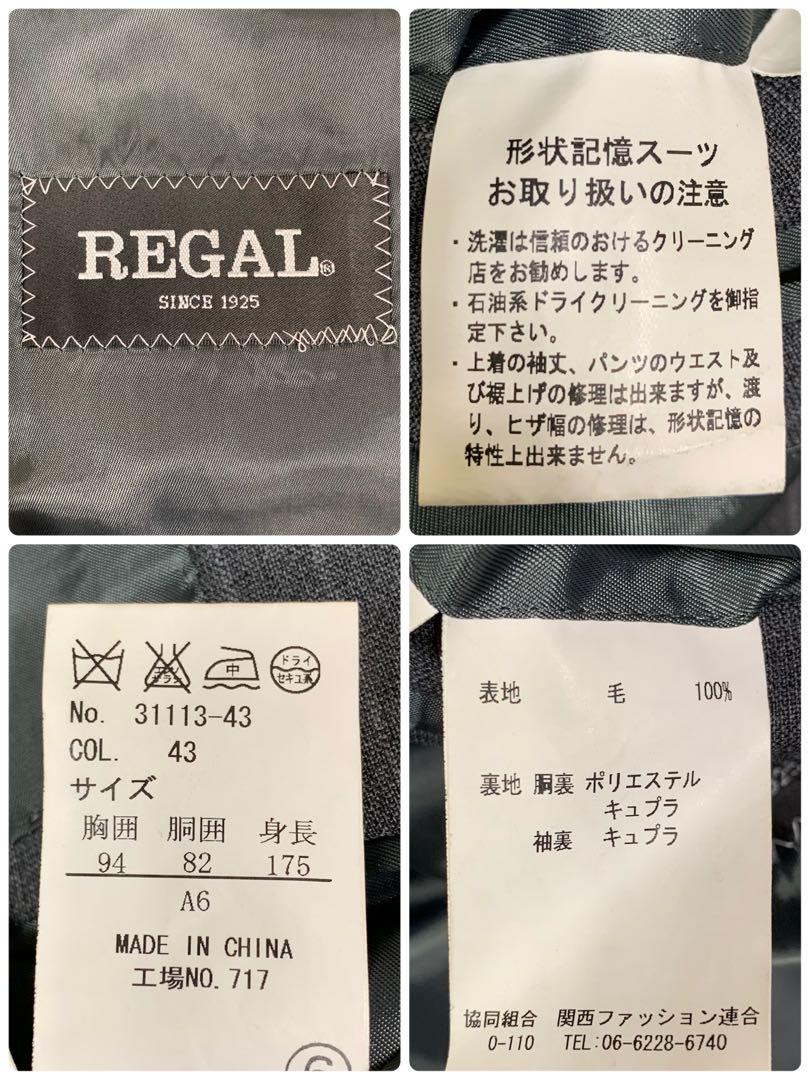 REGAL®
SINCE 1925
形状記憶スーツ
お取り扱いの注意
・洗濯は信頼のおけるクリーニング
店をお勧めします。
・石油系ドライクリーニングを御指
定下さい。
・上着の袖丈、パンツのウエスト及
び裾上げの修理は出来ますが、渡
り、ヒザ幅の修理は、形状記憶の
特性上出来ません。
エンソ 中 ドライ
サラシ セキユ系
No. 31113-43
COL. 43
サイズ
胸囲 胴囲 身長
94 82 175
A6
MADE IN CHINA
工場NO.717
表地 毛 100%
裏地 胴裏 ポリエステル
キュプラ
袖裏 キュプラ
協同組合 関西ファッション連合
0-110 TEL:06-6228-6740